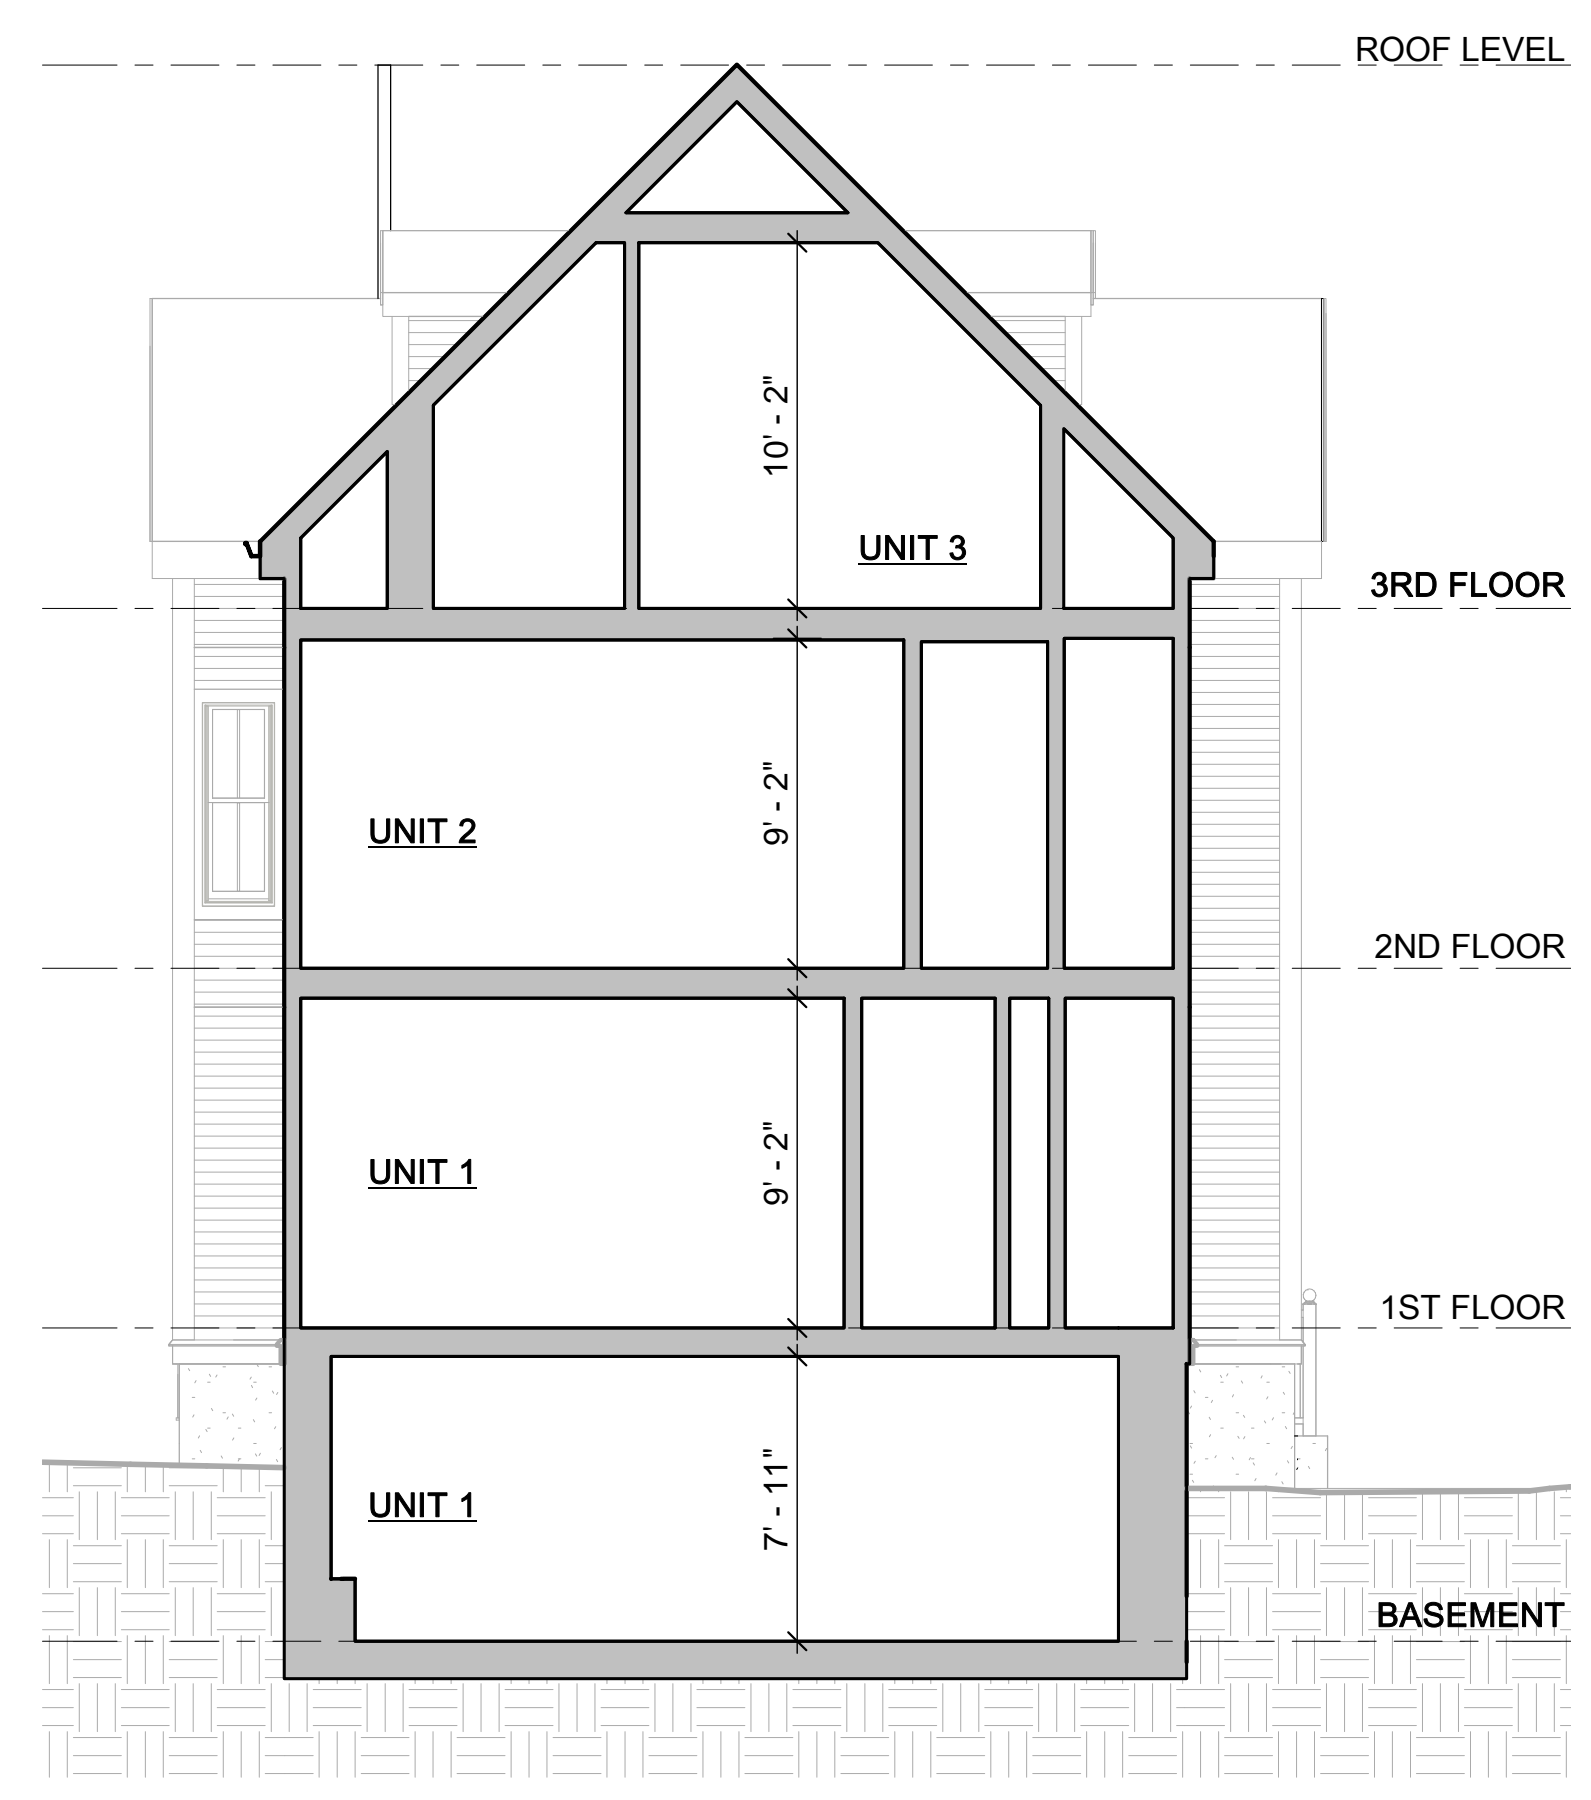 ROOF LEVEL
10' - 2"
UNIT 3
3RD FLOOR
9' - 2"
UNIT 2
2ND FLOOR
9' - 2"
UNIT 1
1ST FLOOR
7' - 11"
UNIT 1
BASEMENT